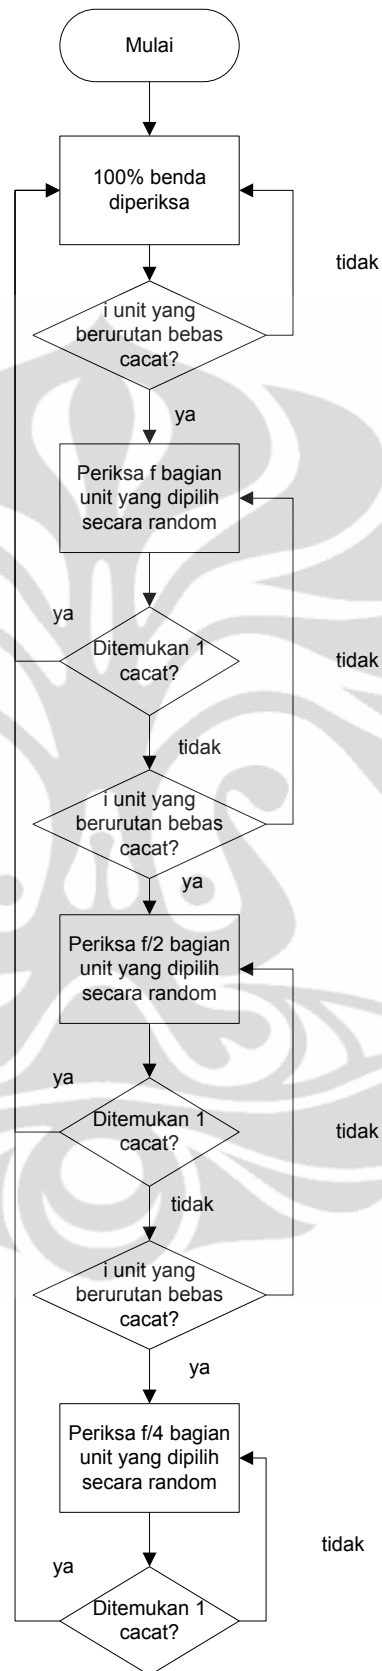 Mulai
100% benda
diperiksa
tidak
i unit yang
berurutan bebas
cacat?
ya
Periksa f bagian
unit yang dipilih
secara random
ya
Ditemukan 1
cacat?
tidak
tidak
i unit yang
berurutan bebas
cacat?
ya
Periksa f/2 bagian
unit yang dipilih
secara random
ya
Ditemukan 1
cacat?
tidak
tidak
i unit yang
berurutan bebas
cacat?
ya
Periksa f/4 bagian
unit yang dipilih
secara random
tidak
ya
Ditemukan 1
cacat?